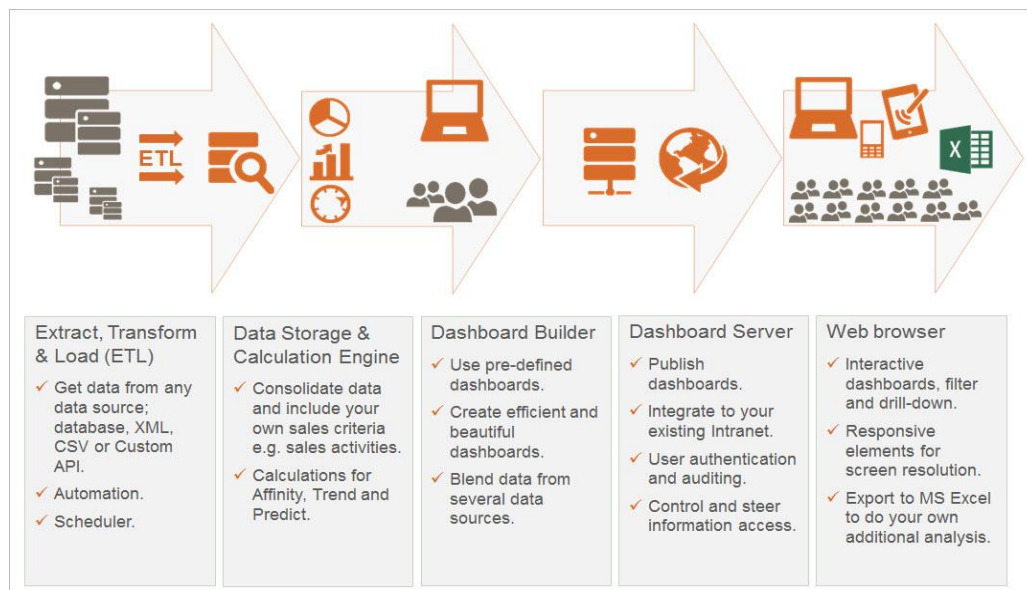 ETL
X
Extract, Transform
& Load (ETL)
✓ Get data from any
data source;
database, XML,
CSV or Custom
API.
✓ Automation.
✓ Scheduler.
Data Storage &
Calculation Engine
✓ Consolidate data
and include your
own sales criteria
e.g. sales activities.
✓ Calculations for
Affinity, Trend and
Predict.
Dashboard Builder
✓ Use pre-defined
dashboards.
✓ Create efficient and
beautiful
dashboards.
✓ Blend data from
several data
sources.
Dashboard Server
✓ Publish
dashboards.
✓ Integrate to your
existing Intranet.
✓ User authentication
and auditing.
✓ Control and steer
information access.
Web browser
✓ Interactive
dashboards, filter
and drill-down.
✓ Responsive
elements for
screen resolution.
✓ Export to MS Excel
to do your own
additional analysis.